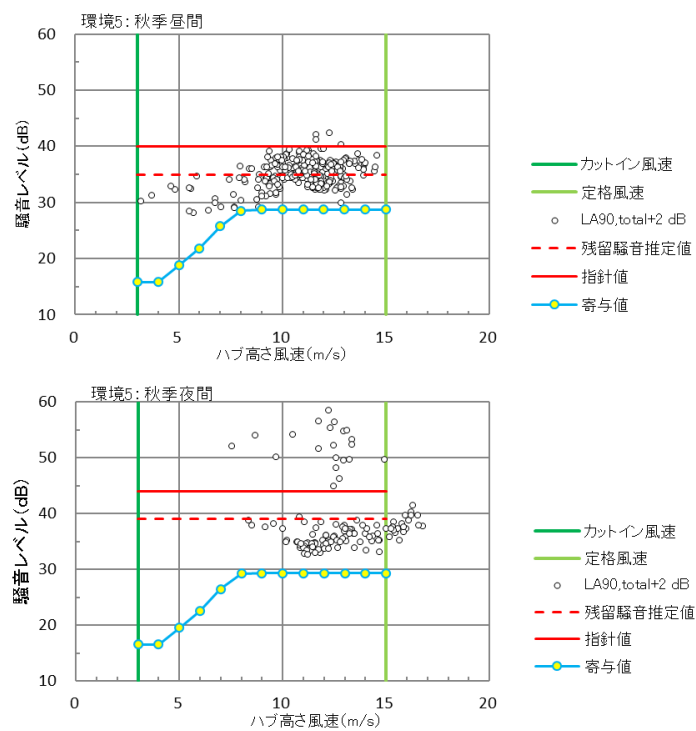 環境5：秋季昼間
60
50
40
30
20
10
騒音レベル(dB)
0
5
10
15
20
ハブ高さ風速(m/s)
カットイン風速
定格風速
LA90,total+2 dB
残留騒音推定値
指針値
寄与値
環境5：秋季夜間
60
50
40
30
20
10
騒音レベル(dB)
0
5
10
15
20
ハブ高さ風速(m/s)
カットイン風速
定格風速
LA90,total+2 dB
残留騒音推定値
指針値
寄与値